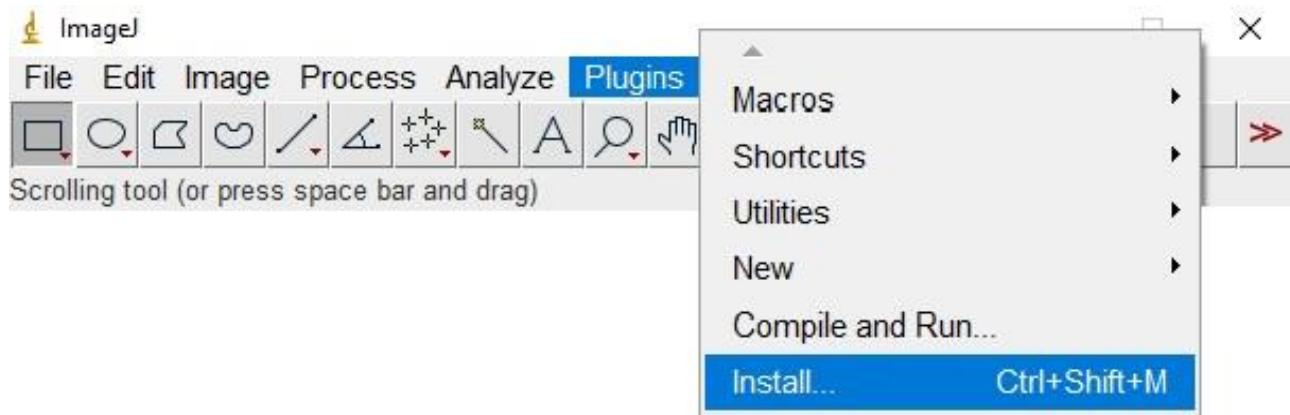 ImageJ
File Edit Image Process Analyze Plugins
A
Scrolling tool (or press space bar and drag)
Macros
Shortcuts
Utilities
New
Compile and Run...
Install... Ctrl+Shift+M